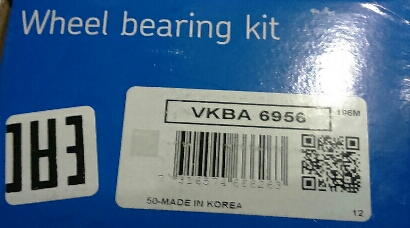 Wheel bearing kit
VKBA 6956
196M
EAC
50-MADE IN KOREA
12